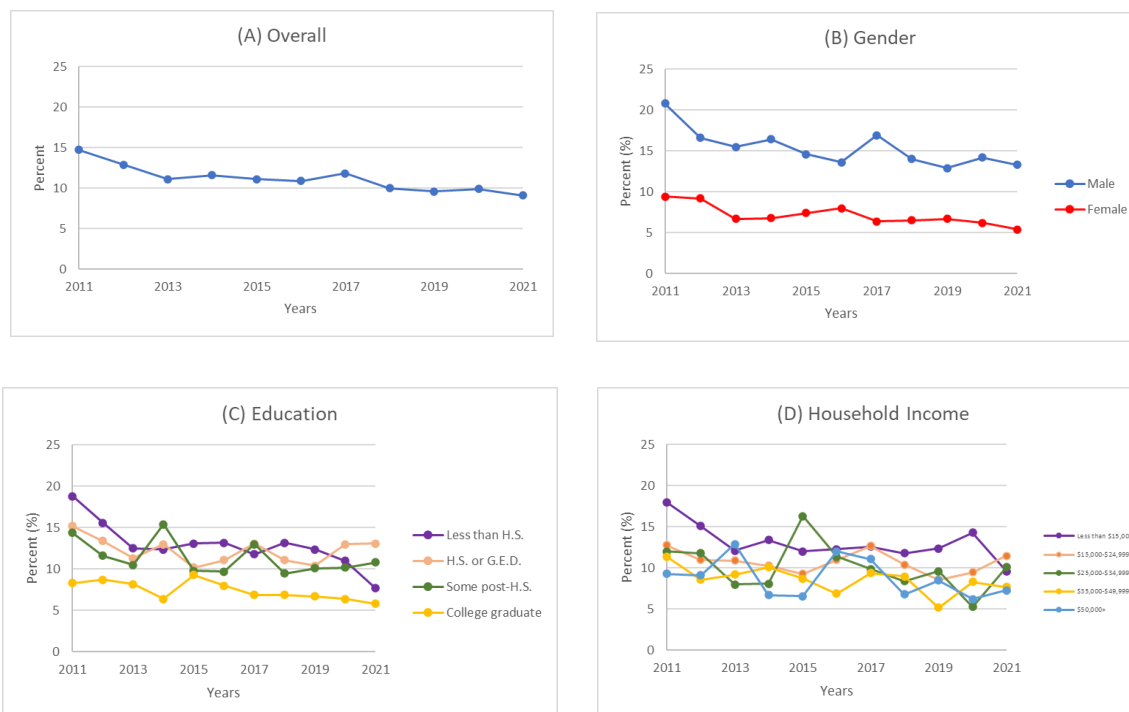 (A) Overall
25
20
15
10
5
0
Percent
2011 2013 2015 2017 2019 2021
Years
(B) Gender
25
20
15
10
5
0
Percent (%)
2011 2013 2015 2017 2019 2021
Years
Male
Female
(C) Education
25
20
15
10
5
0
Percent (%)
2011 2013 2015 2017 2019 2021
Years
Less than H.S.
H.S. or G.E.D.
Some post-H.S.
College graduate
(D) Household Income
25
20
15
10
5
0
Percent (%)
2011 2013 2015 2017 2019 2021
Years
Less than $15,00
$15,000-$24,999
$25,000-$34,999
$35,000-$49,999
$50,000+